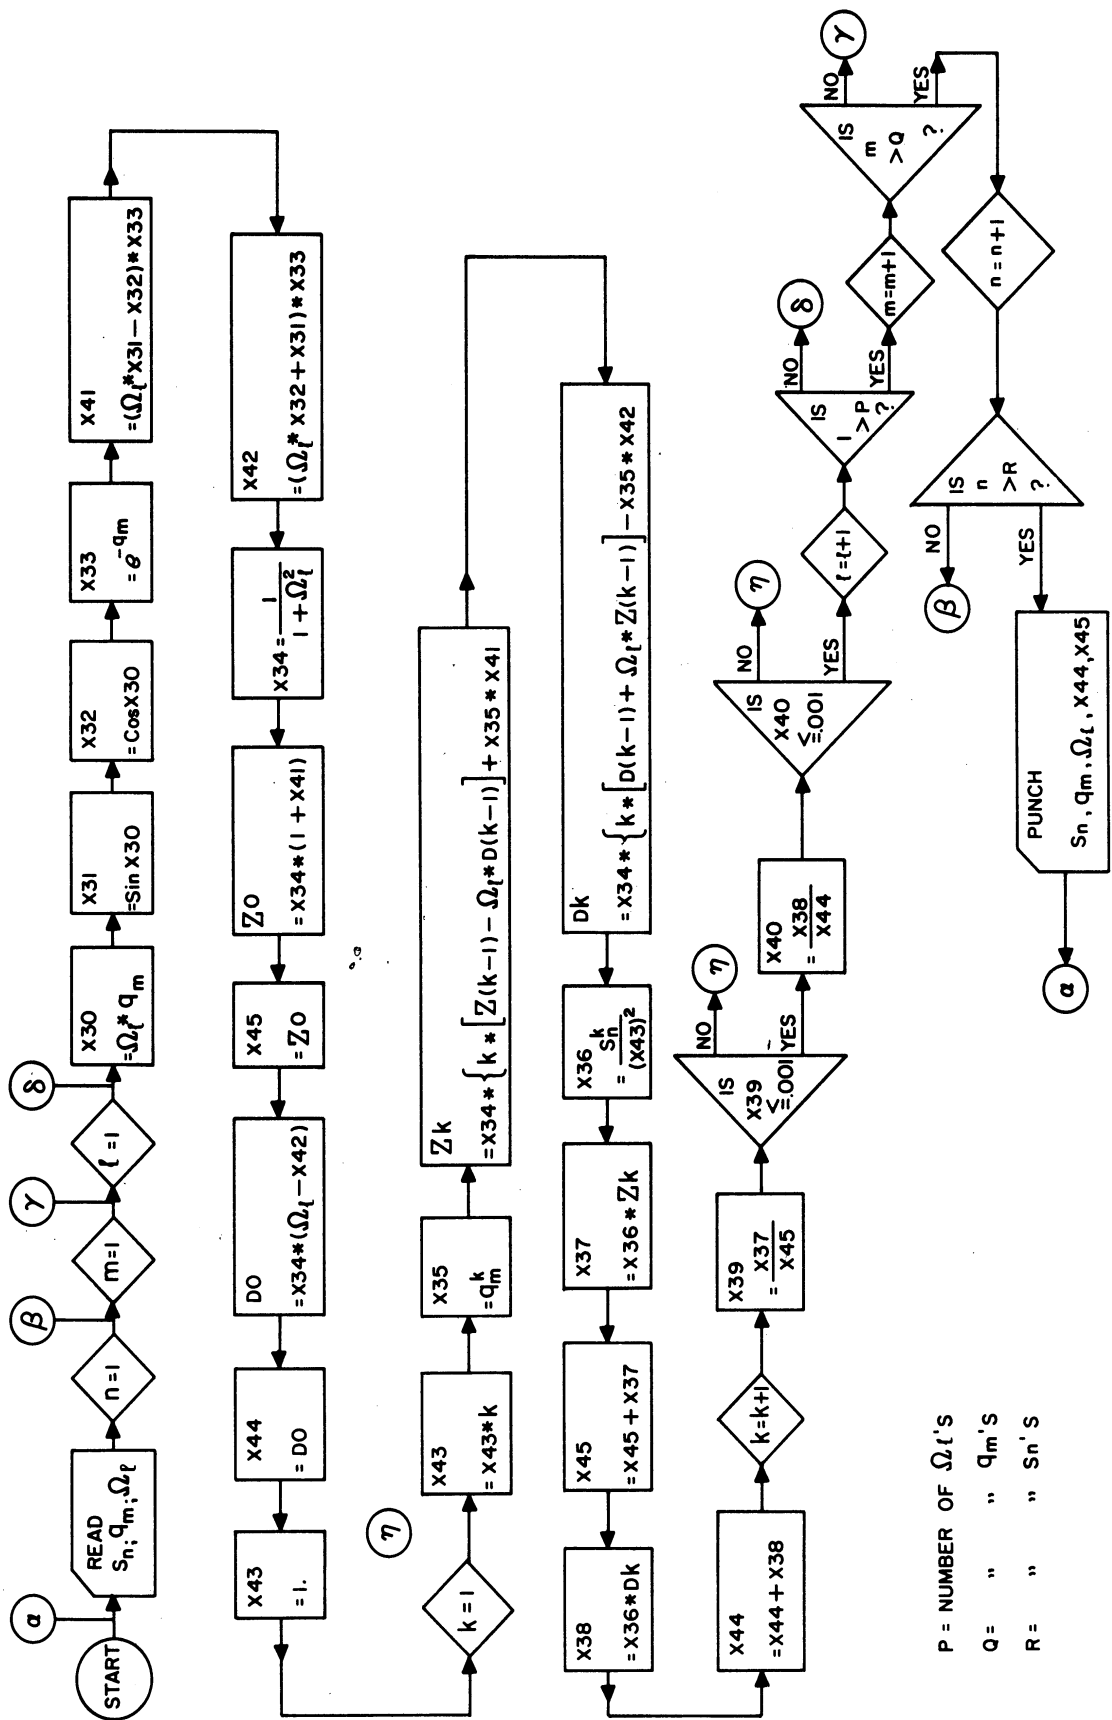 α
START
READ
Sn; qm; Ωℓ
n=1
β
m=1
γ
ℓ=1
δ
X30
=Ωℓ* qm
X31
=Sin X30
X32
=Cos X30
X33
= e^-qm
X41
=(Ωℓ*X31-X32)*X33
X42
=(Ωℓ*X32+X31)*X33
X34= 1/(1+Ωℓ²)
Z0
=X34*(1+X41)
X45
=Z0
D0
=X34*(Ωℓ-X42)
X44
=D0
X43
=1.
k=1
η
X43
=X43*k
X35
=qm^k
Zk
=X34*{k*[Z(k-1)-Ωℓ*D(k-1)]+X35*X41
Dk
=X34*{k*[D(k-1)+Ωℓ*Z(k-1)]-X35*X42
X36 = Sn^k/(X43)²
X37
=X36*Zk
X45
=X45+X37
X38
=X36*Dk
X44
=X44+X38
k=k+1
X39
= X37/X45
IS
X39
≤.001
?
NO
η
YES
X40
= X38/X44
IS
X40
≤.001
NO
η
YES
ℓ=ℓ+1
IS
l
>P
?
NO
δ
YES
m=m+1
IS
m
>Q
?
NO
γ
YES
n=n+1
IS
n
>R
?
NO
β
YES
PUNCH
Sn, qm, Ωℓ, X44, X45
α
P = NUMBER OF Ωℓ'S
Q = " " qm'S
R = " " Sn'S